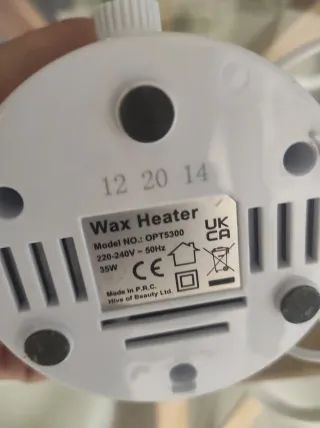 12 20 14
Wax Heater
Model NO.: OPT5300
220-240V ~ 50Hz
35W
CE
UK
CA
Made in P.R.C.
Hive of Beauty Ltd.